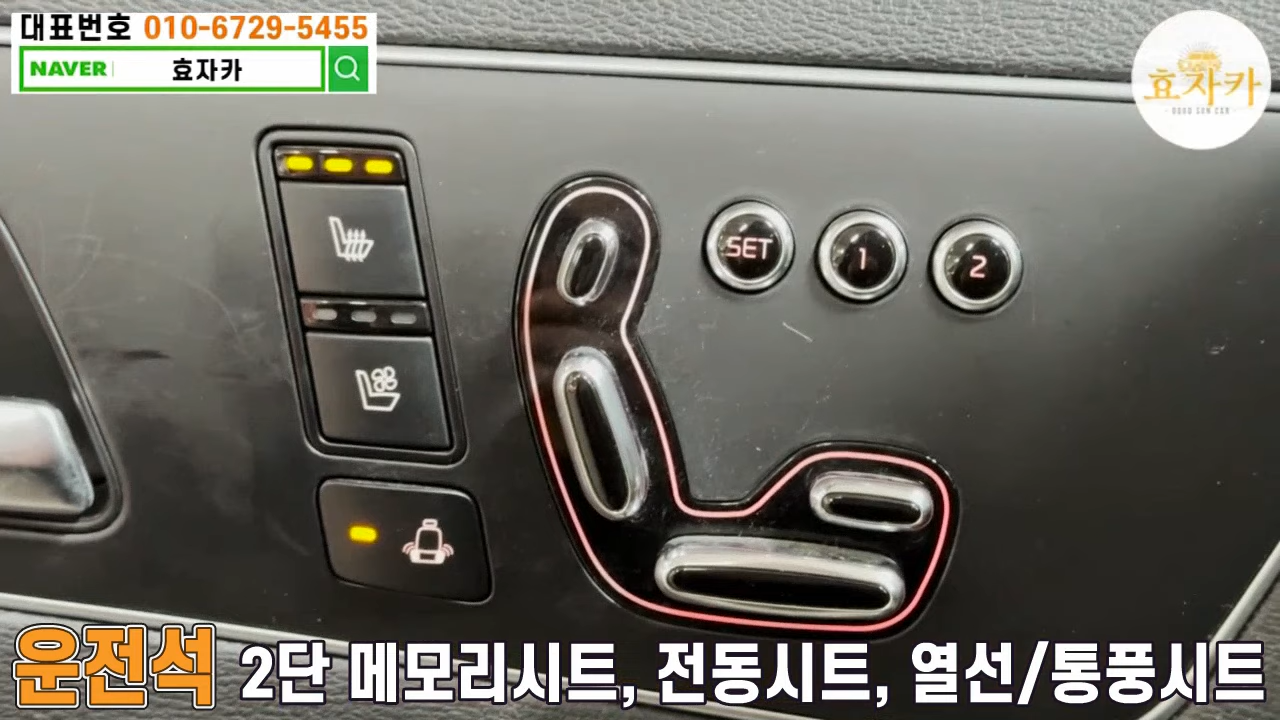 대표번호 010-6729-5455
NAVER 효자카
효자카
SET 1 2
운전석 2단 메모리시트, 전동시트, 열선/통풍시트